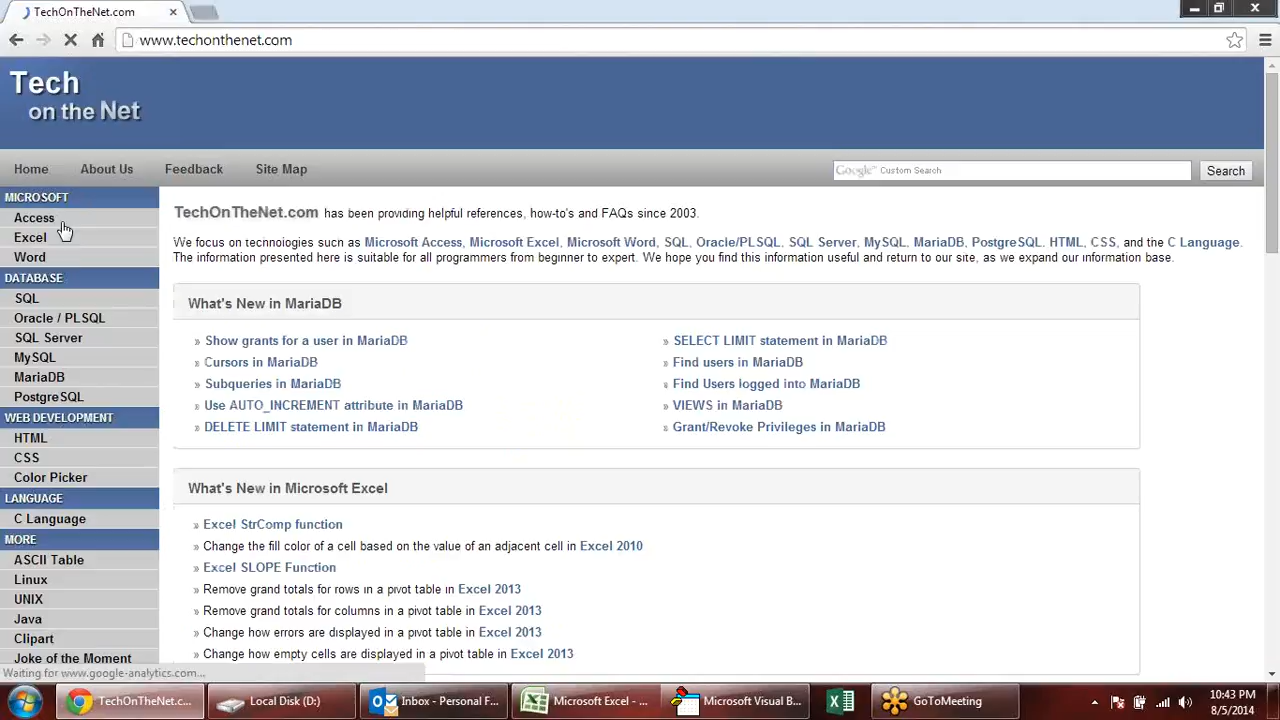 TechOnTheNet.com
www.techonthenet.com
Tech
on the Net
Home About Us Feedback Site Map
Google™ Custom Search
Search
MICROSOFT
Access
Excel
Word
DATABASE
SQL
Oracle / PLSQL
SQL Server
MySQL
MariaDB
PostgreSQL
WEB DEVELOPMENT
HTML
CSS
Color Picker
LANGUAGE
C Language
MORE
ASCII Table
Linux
UNIX
Java
Clipart
Joke of the Moment
TechOnTheNet.com has been providing helpful references, how-to's and FAQs since 2003.
We focus on technologies such as Microsoft Access, Microsoft Excel, Microsoft Word, SQL, Oracle/PLSQL, SQL Server, MySQL, MariaDB, PostgreSQL, HTML, CSS, and the C Language.
The information presented here is suitable for all programmers from beginner to expert. We hope you find this information useful and return to our site, as we expand our information base.
What's New in MariaDB
» Show grants for a user in MariaDB
» Cursors in MariaDB
» Subqueries in MariaDB
» Use AUTO_INCREMENT attribute in MariaDB
» DELETE LIMIT statement in MariaDB
» SELECT LIMIT statement in MariaDB
» Find users in MariaDB
» Find Users logged into MariaDB
» VIEWS in MariaDB
» Grant/Revoke Privileges in MariaDB
What's New in Microsoft Excel
» Excel StrComp function
» Change the fill color of a cell based on the value of an adjacent cell in Excel 2010
» Excel SLOPE Function
» Remove grand totals for rows in a pivot table in Excel 2013
» Remove grand totals for columns in a pivot table in Excel 2013
» Change how errors are displayed in a pivot table in Excel 2013
» Change how empty cells are displayed in a pivot table in Excel 2013
Waiting for www.google-analytics.com...
TechOnTheNet.c...
Local Disk (D:)
Inbox - Personal F...
Microsoft Excel - ...
Microsoft Visual B...
GoToMeeting
10:43 PM
8/5/2014